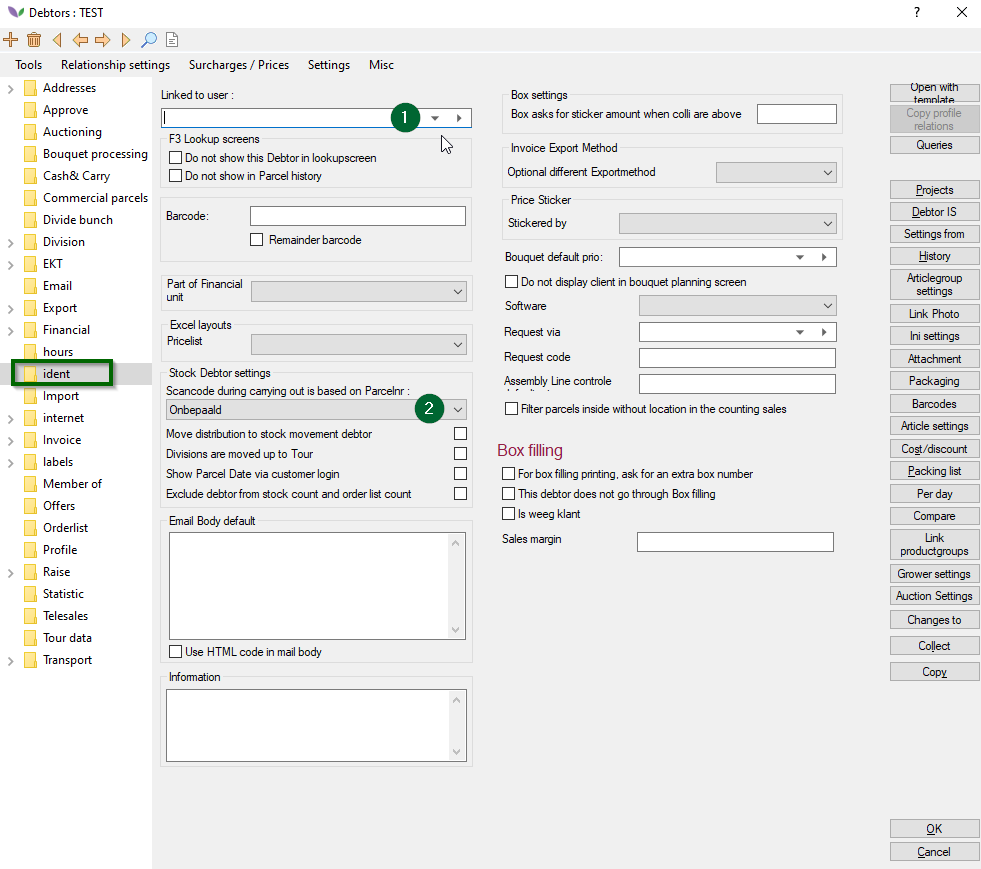 Debtors : TEST
?
Tools Relationship settings Surcharges / Prices Settings Misc
Addresses
Approve
Auctioning
Bouquet processing
Cash& Carry
Commercial parcels
Divide bunch
Division
EKT
Email
Export
Financial
hours
ident
Import
internet
Invoice
labels
Member of
Offers
Orderlist
Profile
Raise
Statistic
Telesales
Tour data
Transport
Linked to user :
1
F3 Lookup screens
Do not show this Debtor in lookupscreen
Do not show in Parcel history
Barcode:
Remainder barcode
Part of Financial
unit
Excel layouts
Pricelist
Stock Debtor settings
Scancode during carrying out is based on Parcelnr :
Onbepaald 2
Move distribution to stock movement debtor
Divisions are moved up to Tour
Show Parcel Date via customer login
Exclude debtor from stock count and order list count
Email Body default
Use HTML code in mail body
Information
Box settings
Box asks for sticker amount when colli are above
Invoice Export Method
Optional different Exportmethod
Price Sticker
Stickered by
Bouquet default prio:
Do not display client in bouquet planning screen
Software
Request via
Request code
Assembly Line controle
Filter parcels inside without location in the counting sales
Box filling
For box filling printing, ask for an extra box number
This debtor does not go through Box filling
Is weeg klant
Sales margin
Open with
template
Copy profile
relations
Queries
Projects
Debtor IS
Settings from
History
Articlegroup
settings
Link Photo
Ini settings
Attachment
Packaging
Barcodes
Article settings
Cost/discount
Packing list
Per day
Compare
Link
productgroups
Grower settings
Auction Settings
Changes to
Collect
Copy
OK
Cancel